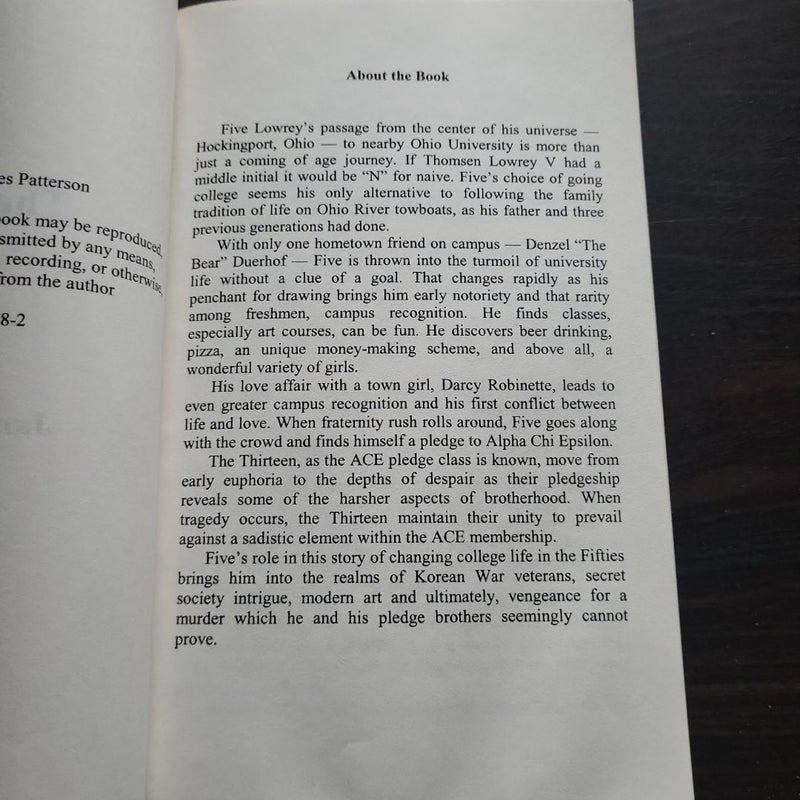 es Patterson
ook may be reproduced,
smitted by any means,
recording, or otherwise,
from the author
8-2
About the Book
Five Lowrey's passage from the center of his universe —
Hockingport, Ohio — to nearby Ohio University is more than
just a coming of age journey. If Thomsen Lowrey V had a
middle initial it would be “N” for naive. Five's choice of going
college seems his only alternative to following the family
tradition of life on Ohio River towboats, as his father and three
previous generations had done.
With only one hometown friend on campus — Denzel “The
Bear” Duerhof — Five is thrown into the turmoil of university
life without a clue of a goal. That changes rapidly as his
penchant for drawing brings him early notoriety and that rarity
among freshmen, campus recognition. He finds classes,
especially art courses, can be fun. He discovers beer drinking,
pizza, an unique money-making scheme, and above all, a
wonderful variety of girls.
His love affair with a town girl, Darcy Robinette, leads to
even greater campus recognition and his first conflict between
life and love. When fraternity rush rolls around, Five goes along
with the crowd and finds himself a pledge to Alpha Chi Epsilon.
The Thirteen, as the ACE pledge class is known, move from
early euphoria to the depths of despair as their pledgeship
reveals some of the harsher aspects of brotherhood. When
tragedy occurs, the Thirteen maintain their unity to prevail
against a sadistic element within the ACE membership.
Five's role in this story of changing college life in the Fifties
brings him into the realms of Korean War veterans, secret
society intrigue, modern art and ultimately, vengeance for a
murder which he and his pledge brothers seemingly cannot
prove.